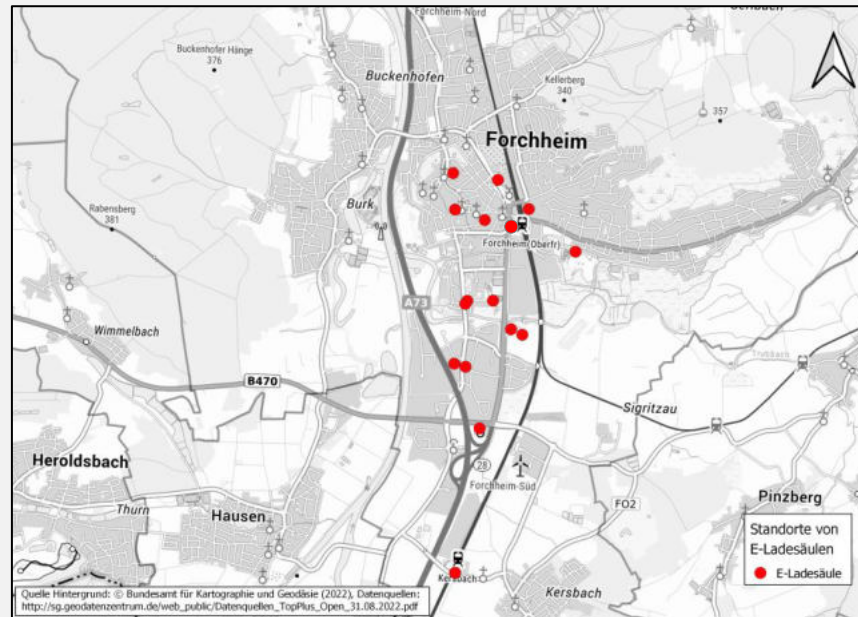 Forchheim-Nord
Buckenhofer Hänge
376
Buckenhofen
Kellerberg
340
357
Forchheim
Rabensberg
381
Burk
Forchheim (Oberfr)
A73
Wimmelbach
B470
Trubbach
Sigritzau
Heroldsbach
Thurn
Hausen
28
Forchheim-Süd
FO2
Pinzberg
Kersbach
Kersbach
Standorte von
E-Ladesäulen
E-Ladesäule
Quelle Hintergrund: © Bundesamt für Kartographie und Geodäsie (2022), Datenquellen:
http://sg.geodatenzentrum.de/web_public/Datenquellen_TopPlus_Open_31.08.2022.pdf